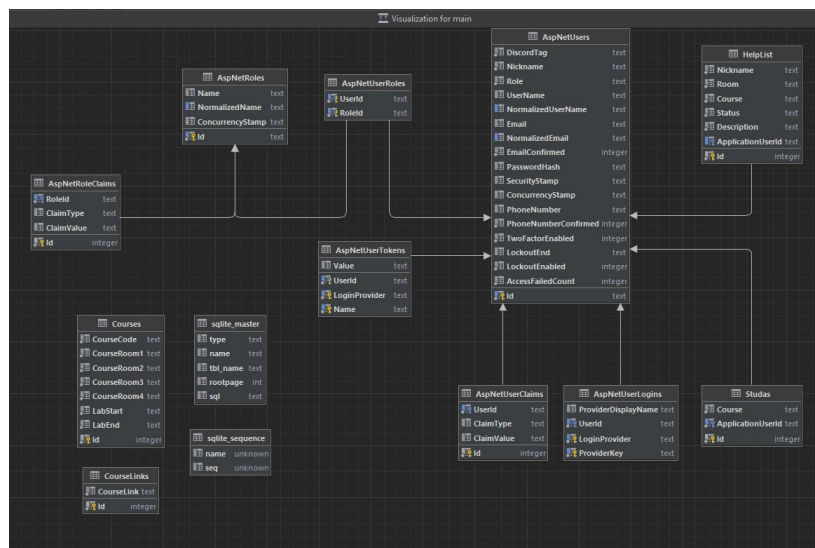 Visualization for main
AspNetUsers
DiscordTag text
Nickname text
Role text
UserName text
NormalizedUserName text
Email text
NormalizedEmail text
EmailConfirmed integer
PasswordHash text
SecurityStamp text
ConcurrencyStamp text
PhoneNumber text
PhoneNumberConfirmed integer
TwoFactorEnabled integer
LockoutEnd text
LockoutEnabled integer
AccessFailedCount integer
Id text
HelpList
Nickname text
Room text
Course text
Status text
Description text
ApplicationUserId text
Id integer
AspNetRoles
Name text
NormalizedName text
ConcurrencyStamp text
Id text
AspNetUserRoles
UserId text
RoleId text
AspNetRoleClaims
RoleId text
ClaimType text
ClaimValue text
Id integer
AspNetUserTokens
Value text
UserId text
LoginProvider text
Name text
Courses
CourseCode text
CourseRoom1 text
CourseRoom2 text
CourseRoom3 text
CourseRoom4 text
LabStart text
LabEnd text
Id integer
sqlite_master
type text
name text
tbl_name text
rootpage int
sql text
sqlite_sequence
name unknown
seq unknown
CourseLinks
CourseLink text
Id integer
AspNetUserClaims
UserId text
ClaimType text
ClaimValue text
Id integer
AspNetUserLogins
ProviderDisplayName text
UserId text
LoginProvider text
ProviderKey text
Studas
Course text
ApplicationUserId text
Id integer